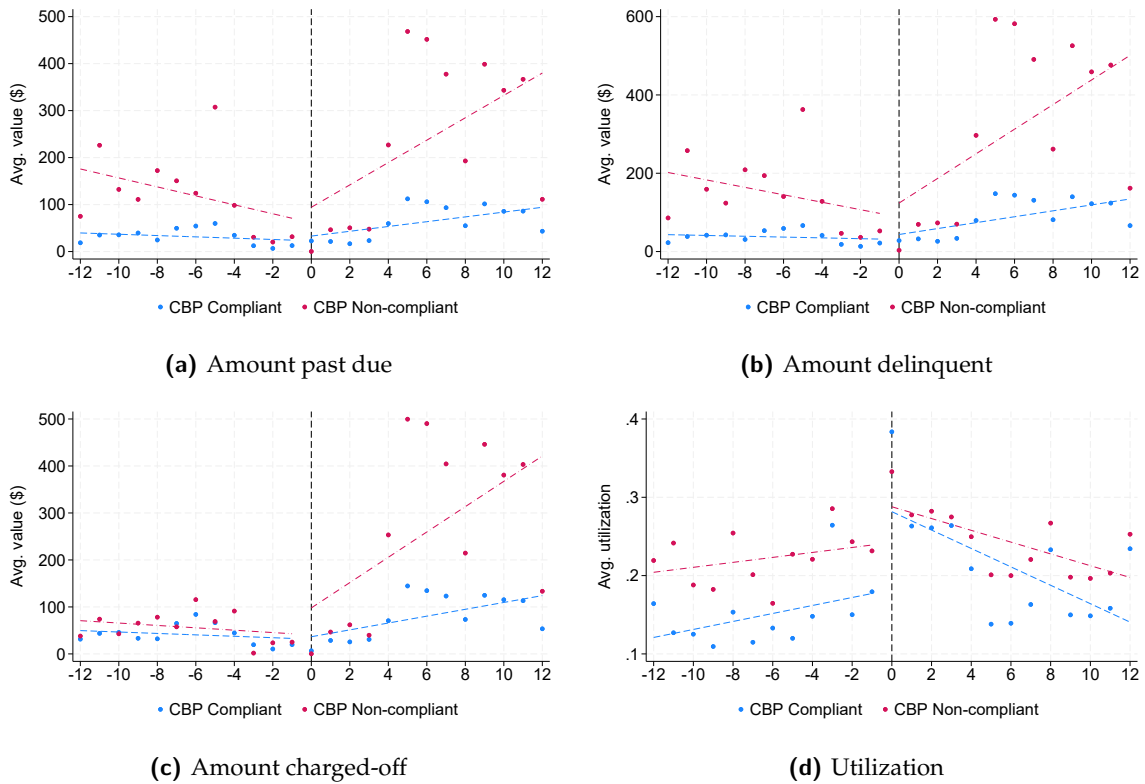 Avg. value ($)
500
400
300
200
100
0
-12 -10 -8 -6 -4 -2 0 2 4 6 8 10 12
CBP Compliant CBP Non-compliant
(a) Amount past due
Avg. value ($)
600
400
200
0
-12 -10 -8 -6 -4 -2 0 2 4 6 8 10 12
CBP Compliant CBP Non-compliant
(b) Amount delinquent
Avg. value ($)
500
400
300
200
100
0
-12 -10 -8 -6 -4 -2 0 2 4 6 8 10 12
CBP Compliant CBP Non-compliant
(c) Amount charged-off
Avg. utilization
.4
.3
.2
.1
-12 -10 -8 -6 -4 -2 0 2 4 6 8 10 12
CBP Compliant CBP Non-compliant
(d) Utilization